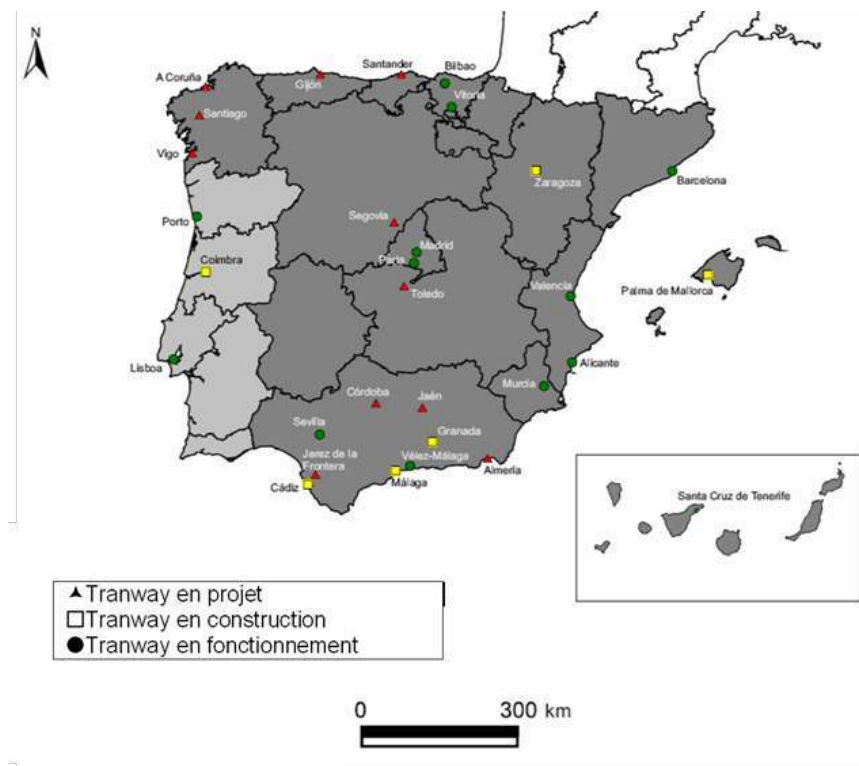 N
Santander
Bilbao
A Coruña
Gijón
Vitoria
Santiago
Vigo
Zaragoza
Barcelona
Porto
Segovia
Madrid
Parla
Coimbra
Toledo
Valencia
Palma de Mallorca
Lisboa
Alicante
Murcia
Córdoba
Jaén
Sevilla
Granada
Jerez de la
Frontera
Vélez-Málaga
Almería
Cádiz
Málaga
Santa Cruz de Tenerife
Tranway en projet
Tranway en construction
Tranway en fonctionnement
0
300 km